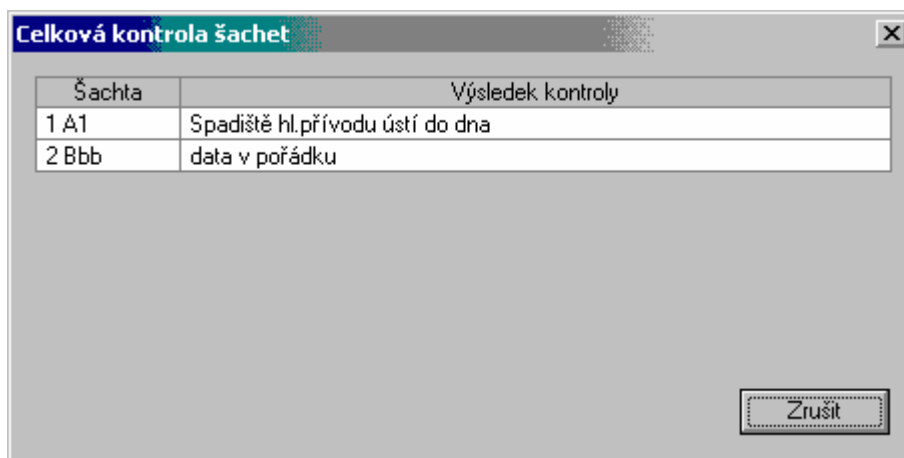 Celková kontrola šachet
Šachta Výsledek kontroly
1 A1 Spadiště hl.přívodu ústí do dna
2 Bbb data v pořádku
Zrušit